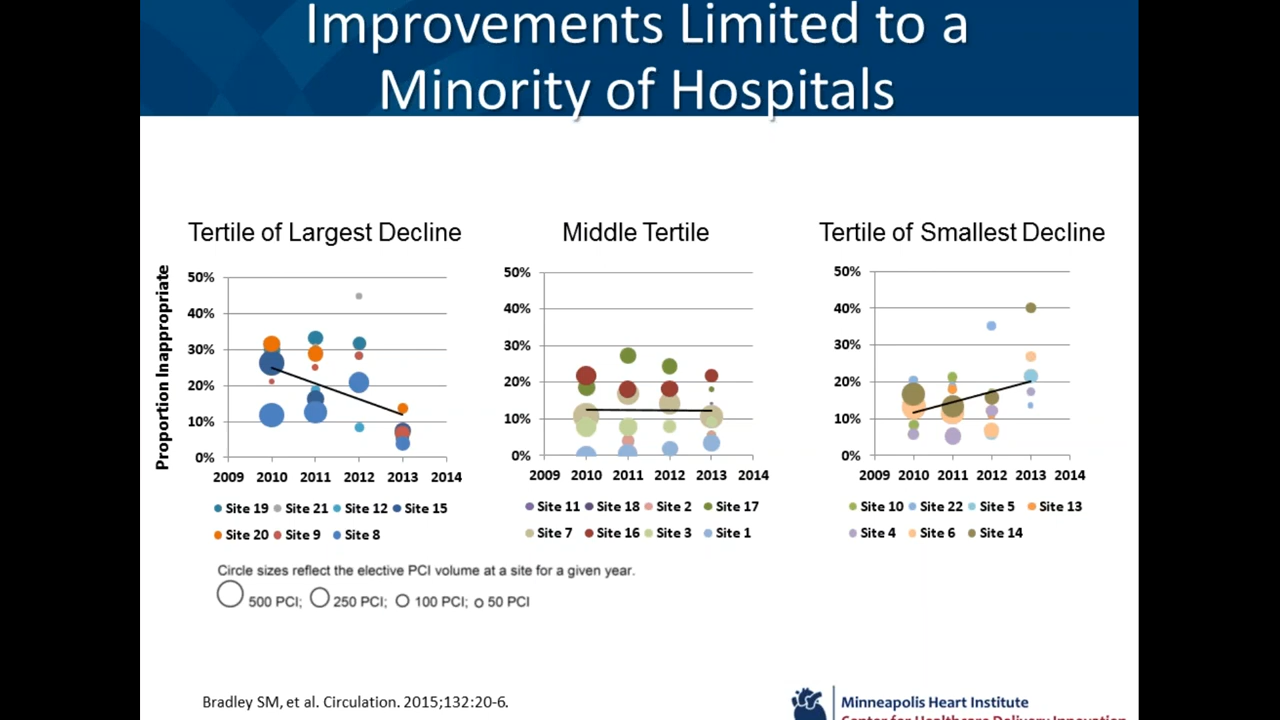 Improvements Limited to a
Minority of Hospitals
Tertile of Largest Decline
Proportion Inappropriate
50%
40%
30%
20%
10%
0%
2009 2010 2011 2012 2013 2014
Site 19 Site 21 Site 12 Site 15
Site 20 Site 9 Site 8
Middle Tertile
50%
40%
30%
20%
10%
0%
2009 2010 2011 2012 2013 2014
Site 11 Site 18 Site 2 Site 17
Site 7 Site 16 Site 3 Site 1
Tertile of Smallest Decline
50%
40%
30%
20%
10%
0%
2009 2010 2011 2012 2013 2014
Site 10 Site 22 Site 5 Site 13
Site 4 Site 6 Site 14
Circle sizes reflect the elective PCI volume at a site for a given year.
500 PCI; 250 PCI; 100 PCI; 50 PCI
Bradley SM, et al. Circulation. 2015;132:20-6.
Minneapolis Heart Institute
Center for Healthcare Delivery Innovation